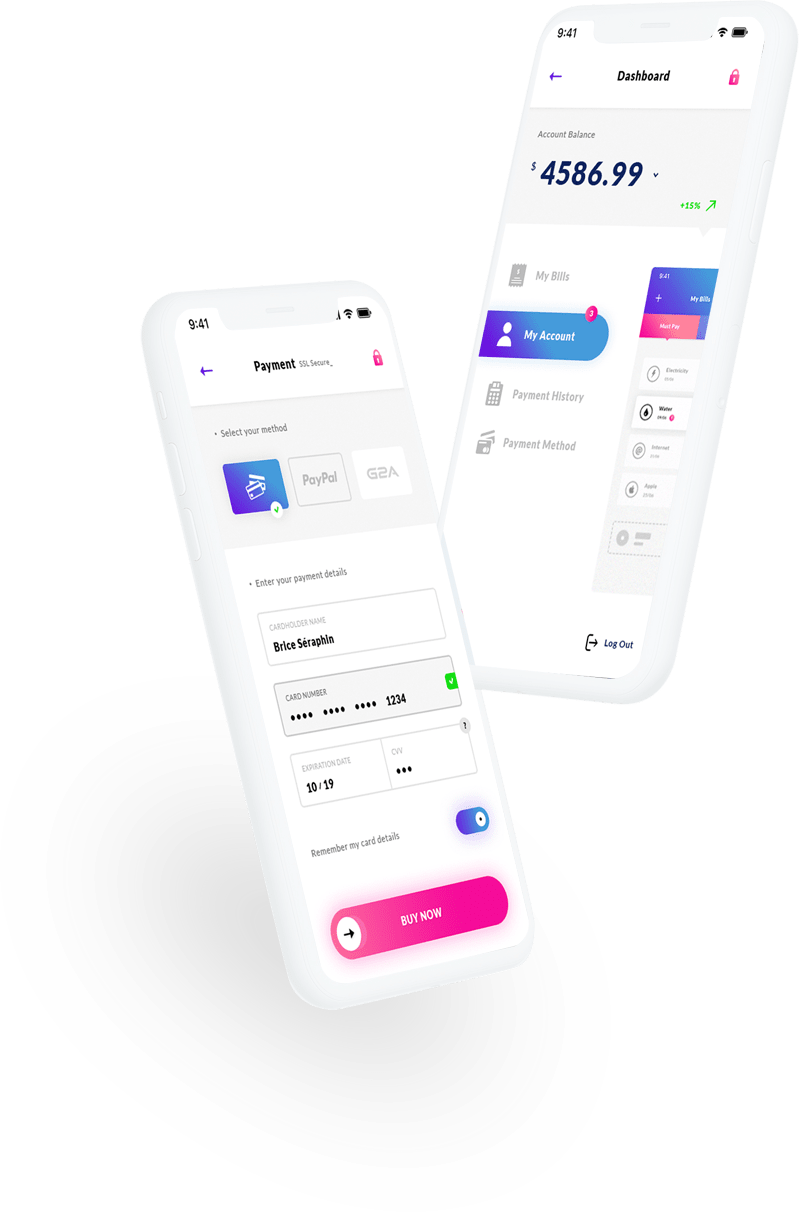 9:41
Dashboard
Account Balance
$ 4586.99
+15%
My Bills
My Account
3
Payment History
Payment Method
Log Out
9:41
My Bills
Must Pay
Electricity
Water
Internet
Apple
9:41
Payment SSL Secure_
• Select your method
PayPal
G2A
• Enter your payment details
CARDHOLDER NAME
Brice Séraphin
CARD NUMBER
•••• •••• •••• 1234
?
EXPIRATION DATE
CVV
10 / 19
•••
Remember my card details
BUY NOW